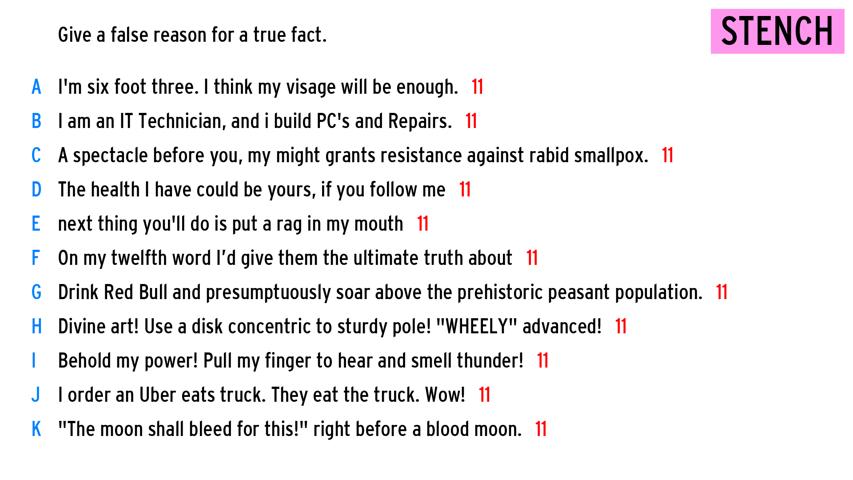 Give a false reason for a true fact.
STENCH
A I'm six foot three. I think my visage will be enough. 11
B I am an IT Technician, and i build PC's and Repairs. 11
C A spectacle before you, my might grants resistance against rabid smallpox. 11
D The health I have could be yours, if you follow me 11
E next thing you'll do is put a rag in my mouth 11
F On my twelfth word I'd give them the ultimate truth about 11
G Drink Red Bull and presumptuously soar above the prehistoric peasant population. 11
H Divine art! Use a disk concentric to sturdy pole! "WHEELY" advanced! 11
I Behold my power! Pull my finger to hear and smell thunder! 11
J I order an Uber eats truck. They eat the truck. Wow! 11
K "The moon shall bleed for this!" right before a blood moon. 11